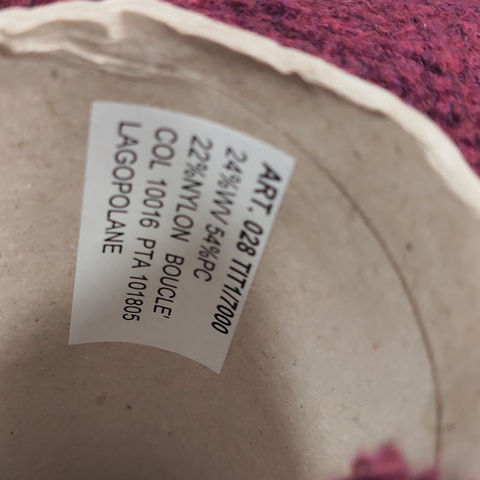 ART. 028 TIT1/7000
24%WV 54%PC
22%NYLON BOUCLE'
COL 10016 PTA 101805
LAGOPOLANE